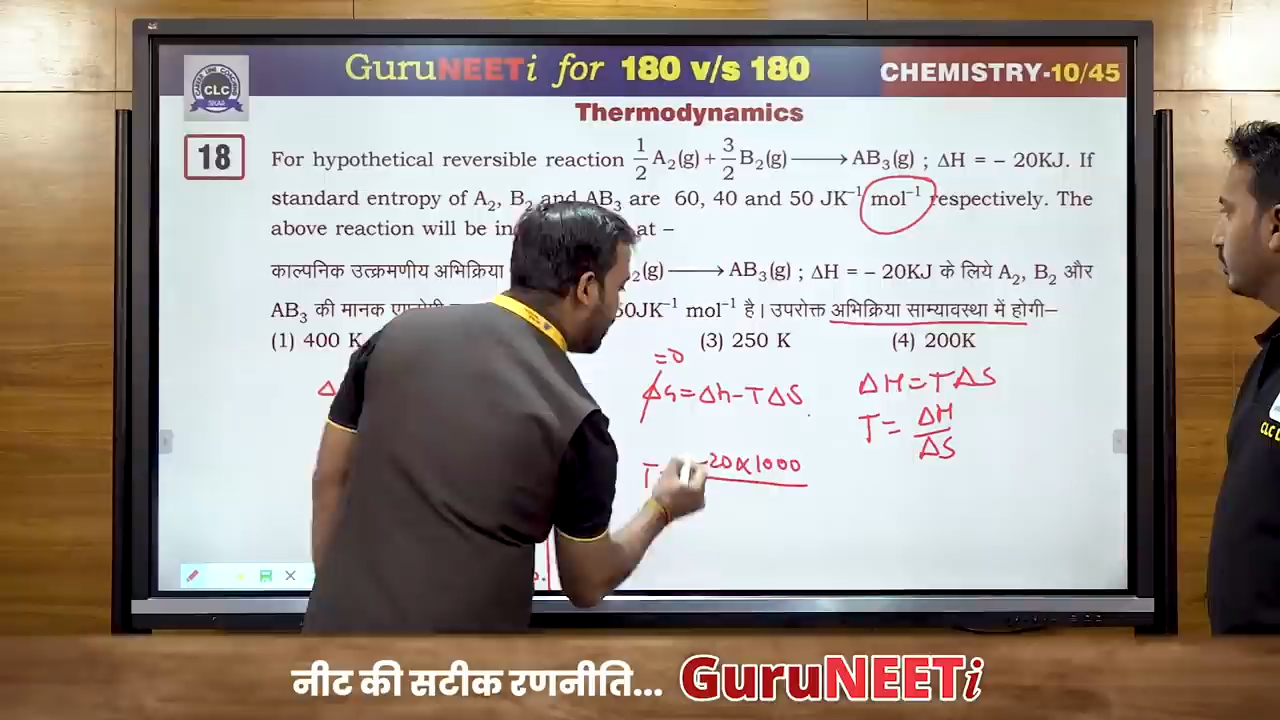 GuruNEETi for 180 v/s 180
CHEMISTRY-10/45
CLC
SIKAR
Thermodynamics
18
For hypothetical reversible reaction 1/2 A₂(g) + 3/2 B₂(g) ⟶ AB₃(g) ; ΔH = – 20KJ. If
standard entropy of A₂, B₂ and AB₃ are 60, 40 and 50 JK⁻¹ mol⁻¹ respectively. The
above reaction will be in at –
काल्पनिक उत्क्रमणीय अभिक्रिया ₂(g) ⟶ AB₃(g) ; ΔH = – 20KJ के लिये A₂, B₂ और
AB₃ की मानक 50JK⁻¹ mol⁻¹ है। उपरोक्त अभिक्रिया साम्यावस्था में होगी–
(1) 400 K (3) 250 K (4) 200K
=0
ΔG = Δh – TΔS
ΔH = TΔS
T = ΔH/ΔS
T –20×1000
नीट की सटीक रणनीति... GuruNEETi